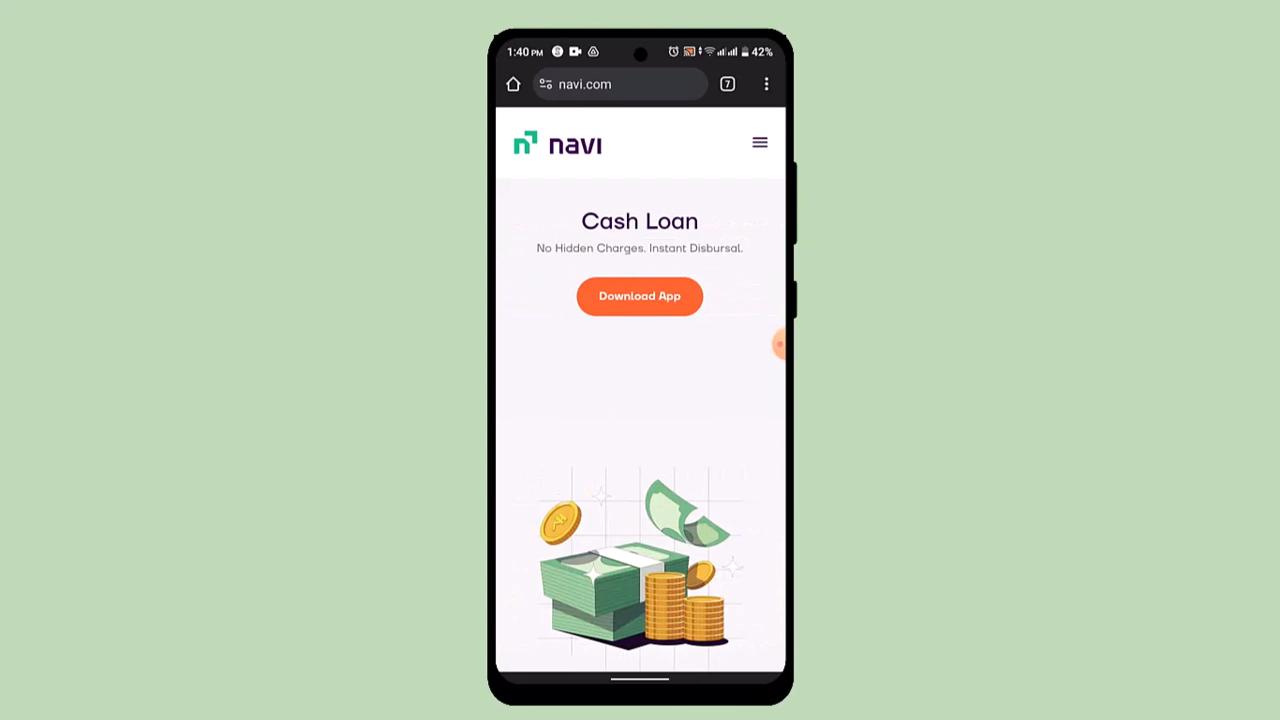 1:40 PM 42%
navi.com 7
navi
Cash Loan
No Hidden Charges. Instant Disbursal.
Download App